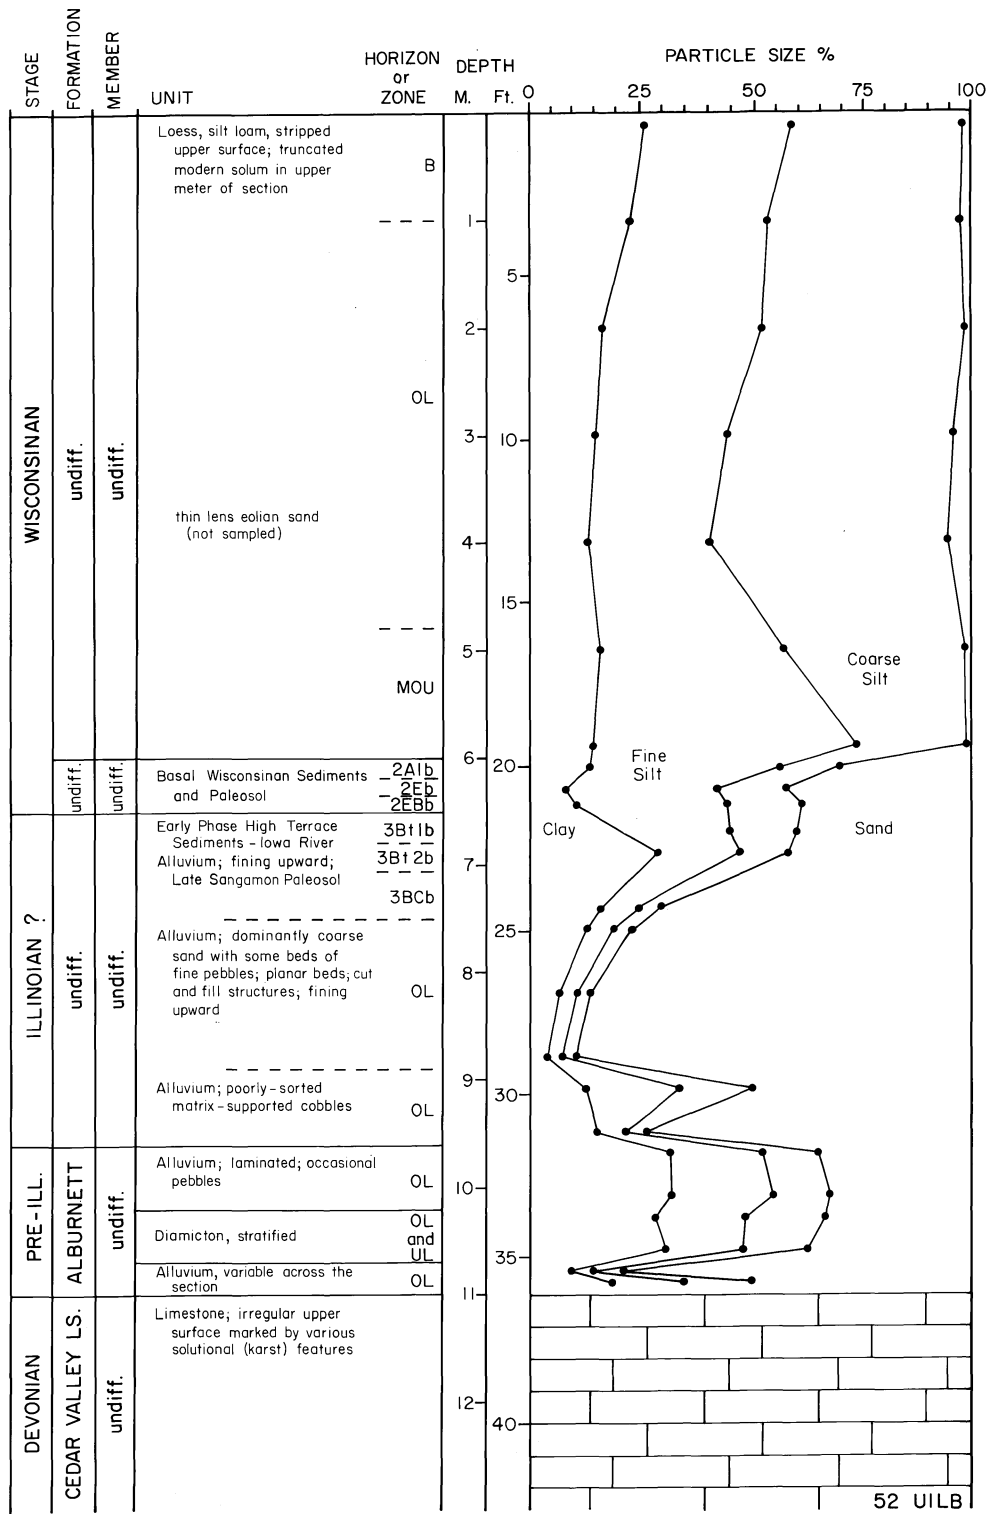 STAGE
FORMATION
MEMBER
UNIT
HORIZON
or
ZONE
DEPTH
M. Ft.
PARTICLE SIZE %
0 25 50 75 100
WISCONSINAN
undiff.
undiff.
Loess, silt loam, stripped
upper surface; truncated
modern solum in upper
meter of section
B
1
5
2
OL
3
10
thin lens eolian sand
(not sampled)
4
15
5
MOU
Coarse
Silt
6
undiff.
undiff.
Basal Wisconsinan Sediments
and Paleosol
2A1b
2Eb
2EBb
20
Fine
Silt
Clay
Sand
ILLINOIAN ?
undiff.
undiff.
Early Phase High Terrace
Sediments - Iowa River
Alluvium; fining upward;
Late Sangamon Paleosol
3Bt1b
3Bt2b
3BCb
7
25
Alluvium; dominantly coarse
sand with some beds of
fine pebbles; planar beds; cut
and fill structures; fining
upward
OL
8
9
Alluvium; poorly-sorted
matrix-supported cobbles
OL
30
PRE-ILL.
ALBURNETT
undiff.
Alluvium; laminated; occasional
pebbles
OL
10
Diamicton, stratified
OL
and
UL
35
Alluvium, variable across the
section
OL
11
DEVONIAN
CEDAR VALLEY LS.
undiff.
Limestone; irregular upper
surface marked by various
solutional (karst) features
12
40
52 UILB